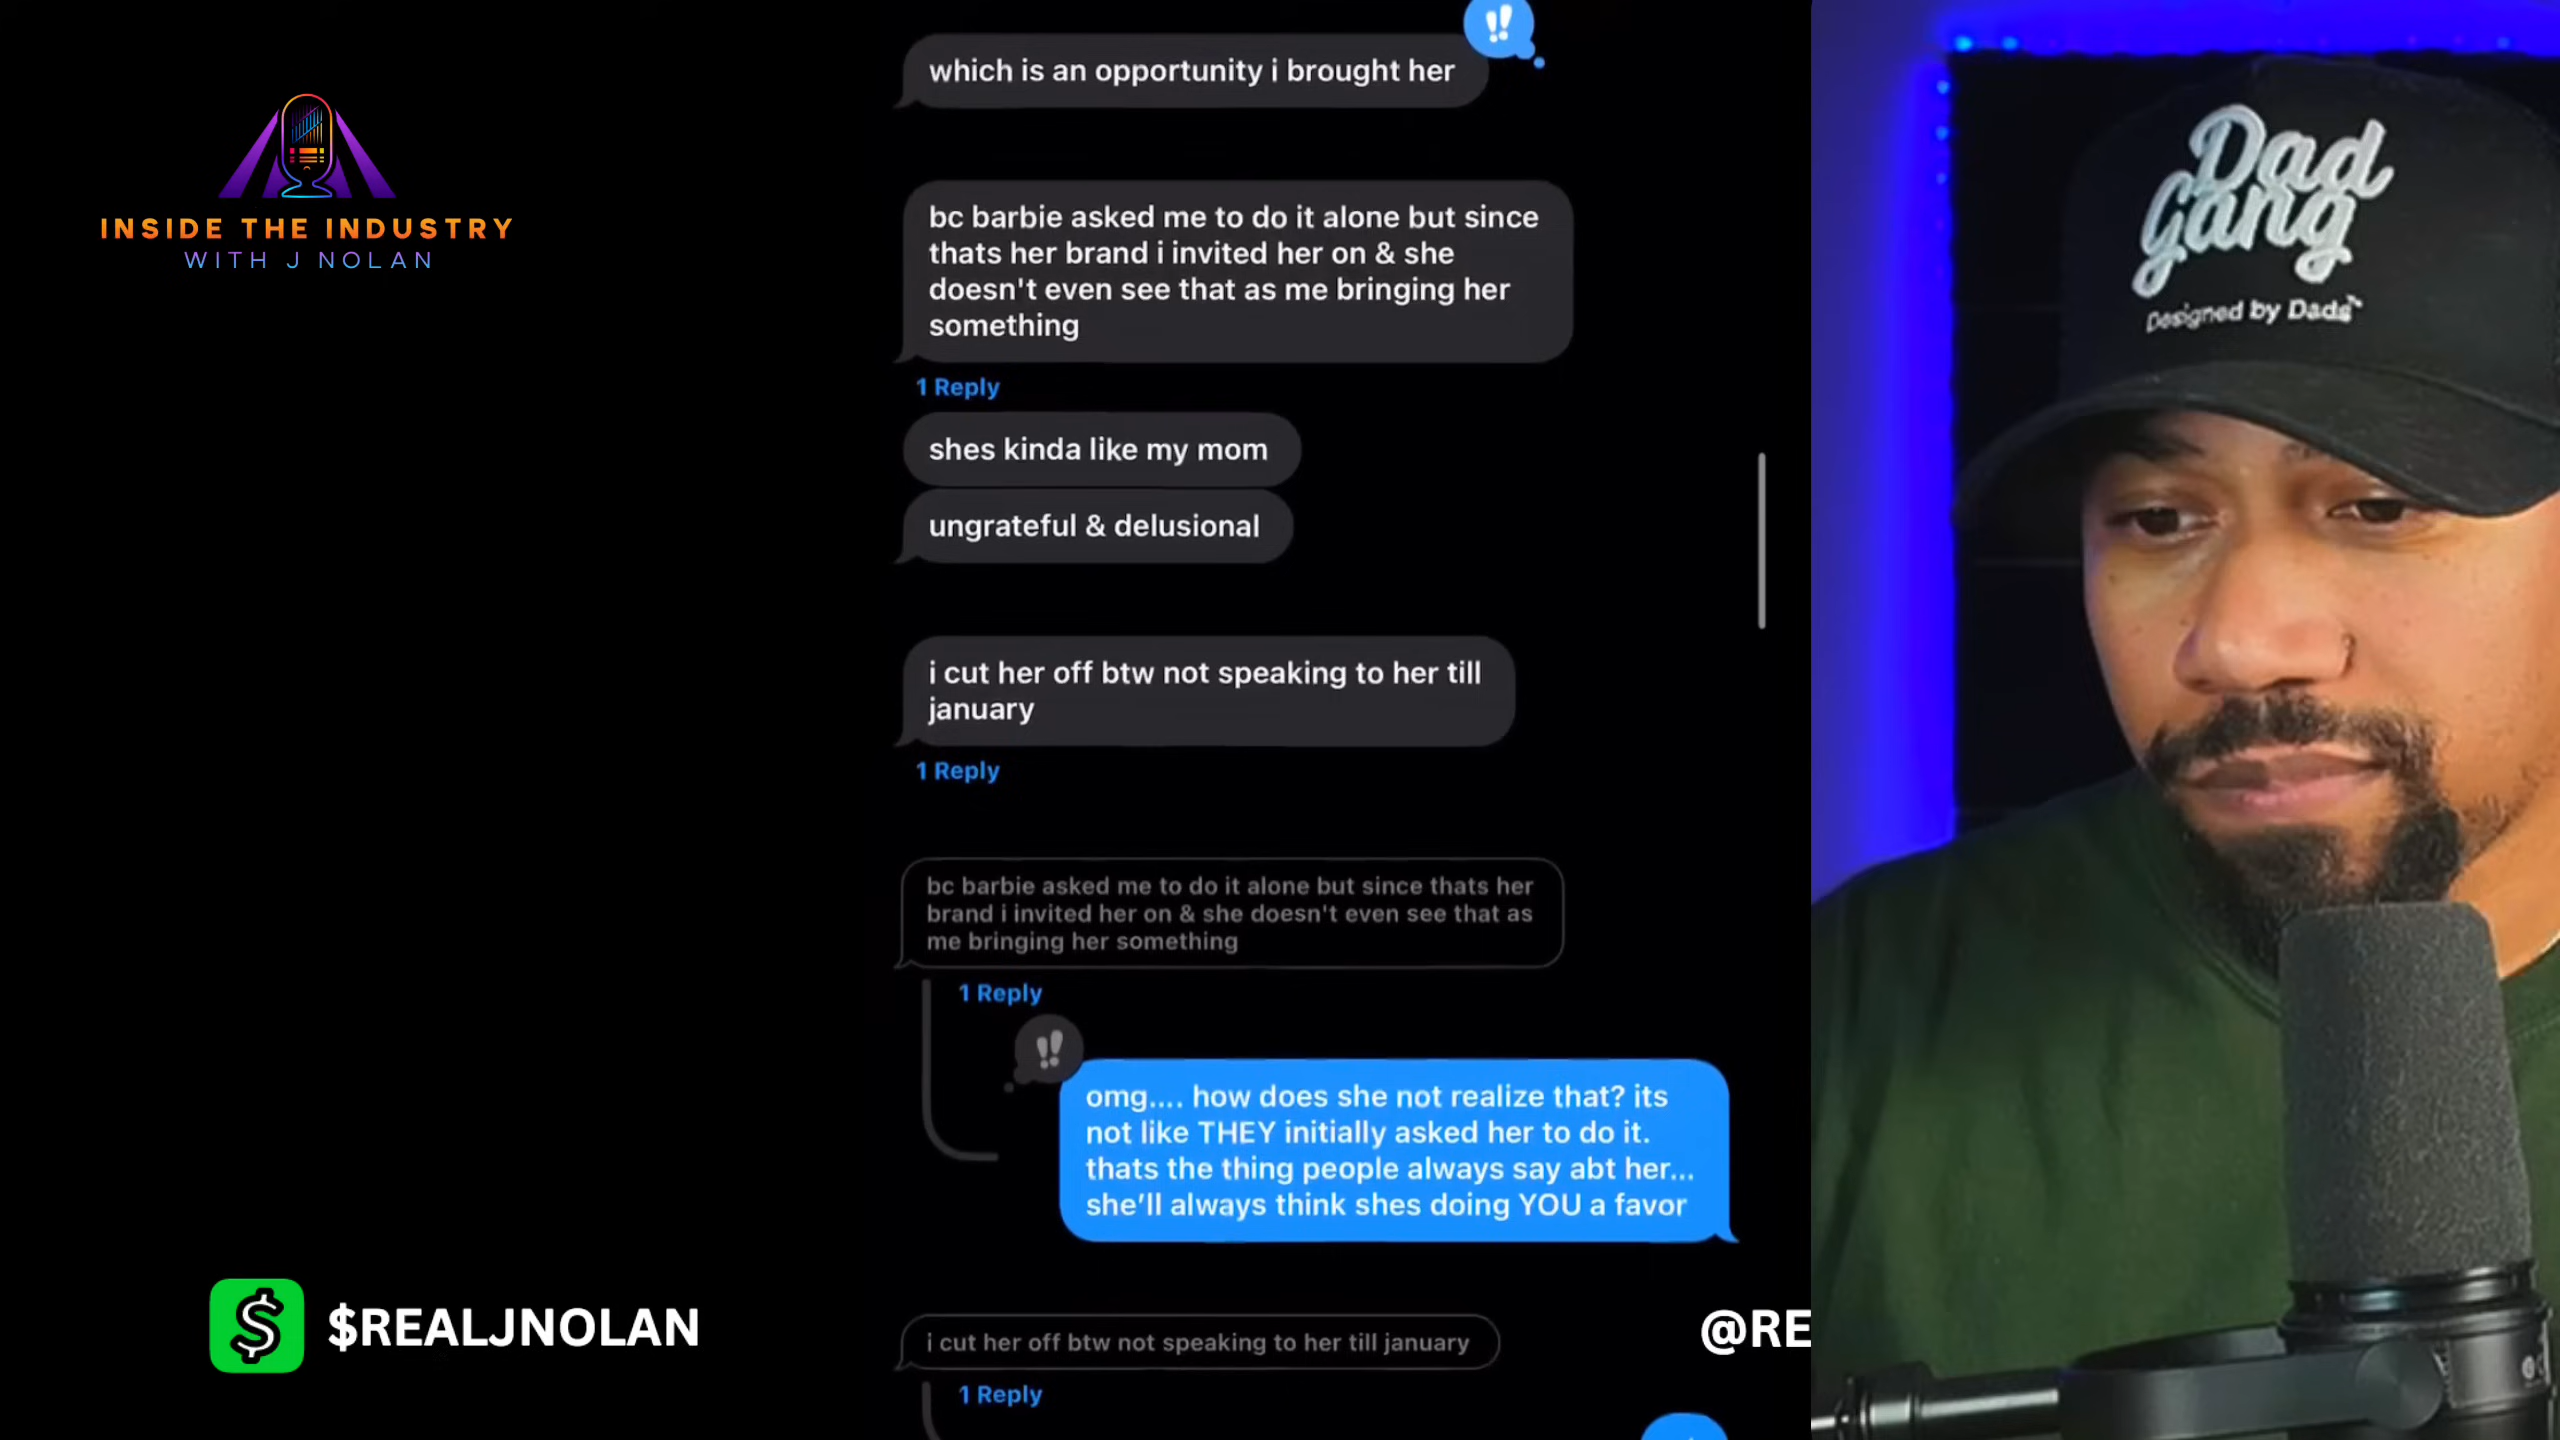 INSIDE THE INDUSTRY
WITH J NOLAN
which is an opportunity i brought her
bc barbie asked me to do it alone but since
thats her brand i invited her on & she
doesn't even see that as me bringing her
something
1 Reply
shes kinda like my mom
ungrateful & delusional
i cut her off btw not speaking to her till
january
1 Reply
bc barbie asked me to do it alone but since thats her
brand i invited her on & she doesn't even see that as
me bringing her something
1 Reply
omg.... how does she not realize that? its
not like THEY initially asked her to do it.
thats the thing people always say abt her...
she’ll always think shes doing YOU a favor
i cut her off btw not speaking to her till january
1 Reply
$REALJNOLAN
@RE
Dad
Gang
Designed by Dads